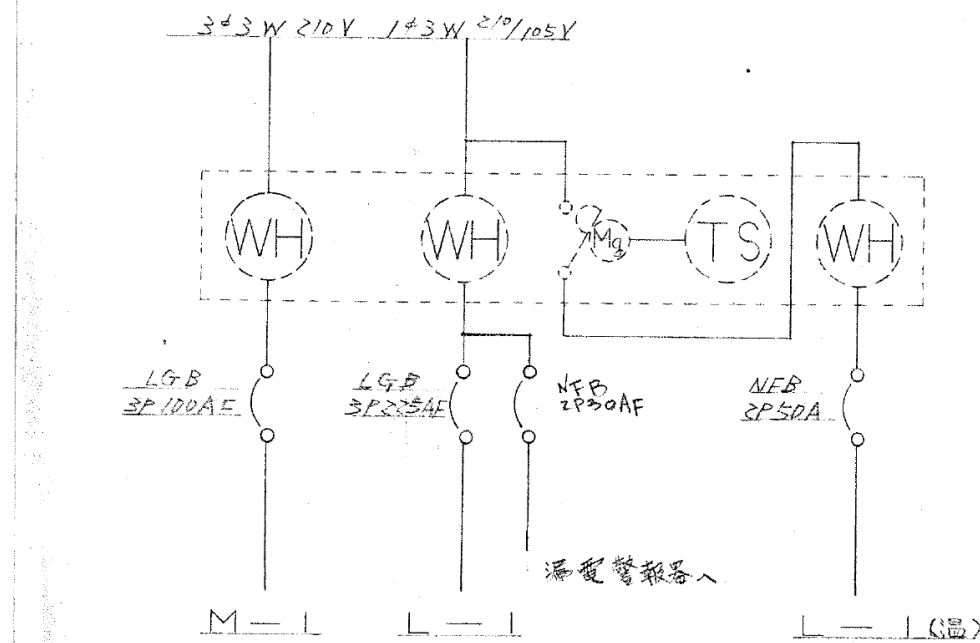 3φ3W 210V 1φ3W 210/105V
WH WH Mg TS WH
LGB
3P100AF
LGB
3P225AF
NFB
2P30AF
NFB
2P50A
漏電警報器へ
M-1 L-1 L-1(温)